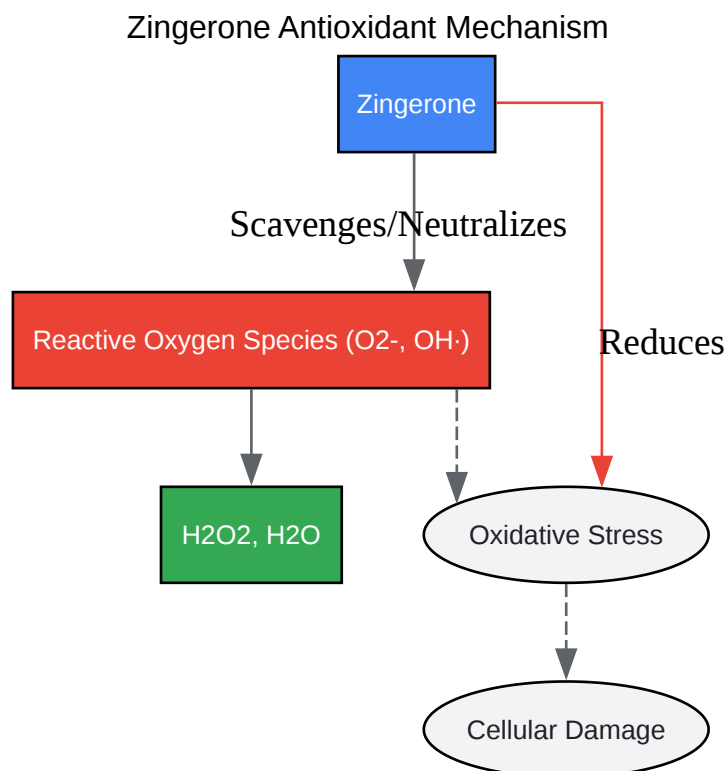 Zingerone Antioxidant Mechanism
Zingerone
Scavenges/Neutralizes
Reactive Oxygen Species (O2-, OH·)
Reduces
H2O2, H2O
Oxidative Stress
Cellular Damage